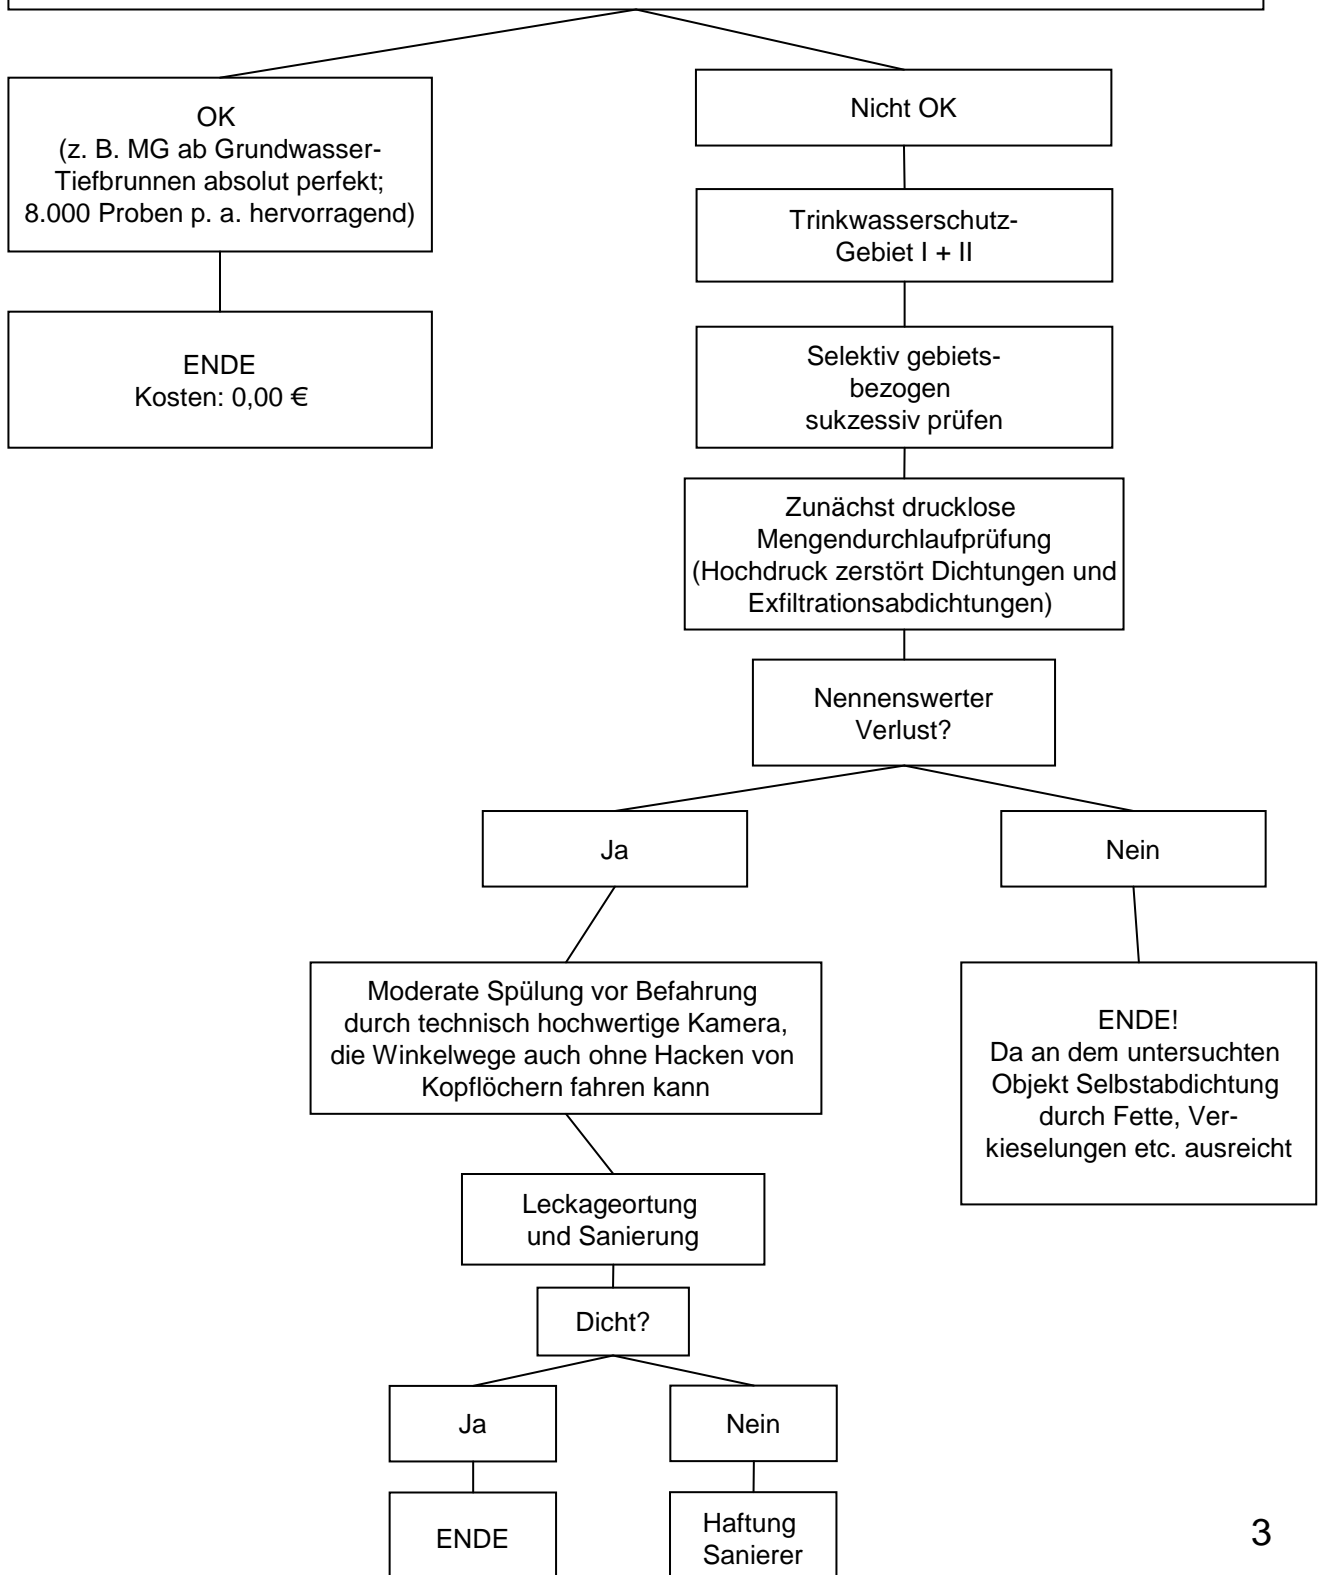 OK
(z. B. MG ab Grundwasser-
Tiefbrunnen absolut perfekt;
8.000 Proben p. a. hervorragend)
ENDE
Kosten: 0,00 €
Nicht OK
Trinkwasserschutz-
Gebiet I + II
Selektiv gebiets-
bezogen
sukzessiv prüfen
Zunächst drucklose
Mengendurchlaufprüfung
(Hochdruck zerstört Dichtungen und
Exfiltrationsabdichtungen)
Nennenswerter
Verlust?
Ja
Nein
Moderate Spülung vor Befahrung
durch technisch hochwertige Kamera,
die Winkelwege auch ohne Hacken von
Kopflöchern fahren kann
ENDE!
Da an dem untersuchten
Objekt Selbstabdichtung
durch Fette, Ver-
kieselungen etc. ausreicht
Leckageortung
und Sanierung
Dicht?
Ja
Nein
ENDE
Haftung
Sanierer
3